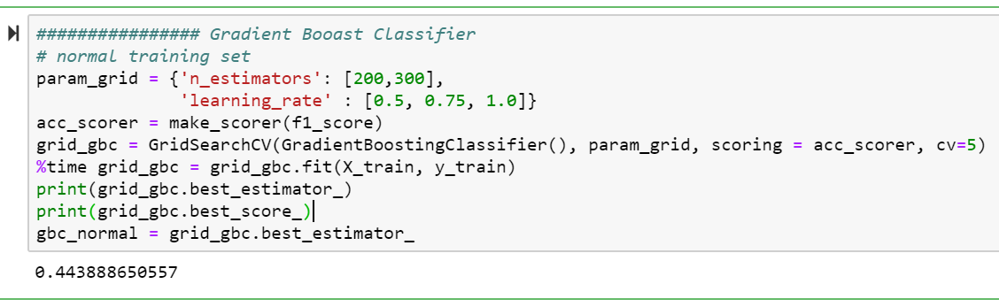 ################ Gradient Booast Classifier
# normal training set
param_grid = {'n_estimators': [200,300],
'learning_rate' : [0.5, 0.75, 1.0]}
acc_scorer = make_scorer(f1_score)
grid_gbc = GridSearchCV(GradientBoostingClassifier(), param_grid, scoring = acc_scorer, cv=5)
%time grid_gbc = grid_gbc.fit(X_train, y_train)
print(grid_gbc.best_estimator_)
print(grid_gbc.best_score_)
gbc_normal = grid_gbc.best_estimator_
0.443888650557